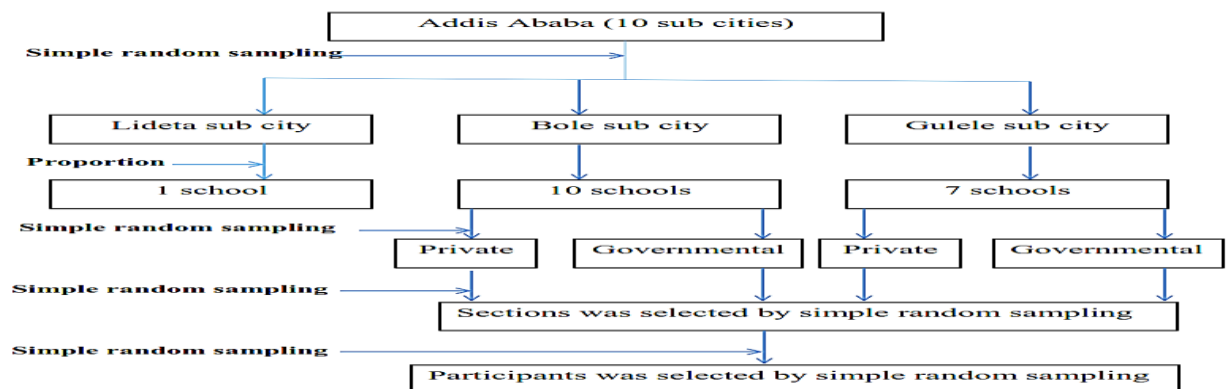 Addis Ababa (10 sub cities)
Simple random sampling
Lideta sub city
Bole sub city
Gulele sub city
Proportion
1 school
10 schools
7 schools
Simple random sampling
Private
Governmental
Private
Governmental
Simple random sampling
Sections was selected by simple random sampling
Simple random sampling
Participants was selected by simple random sampling